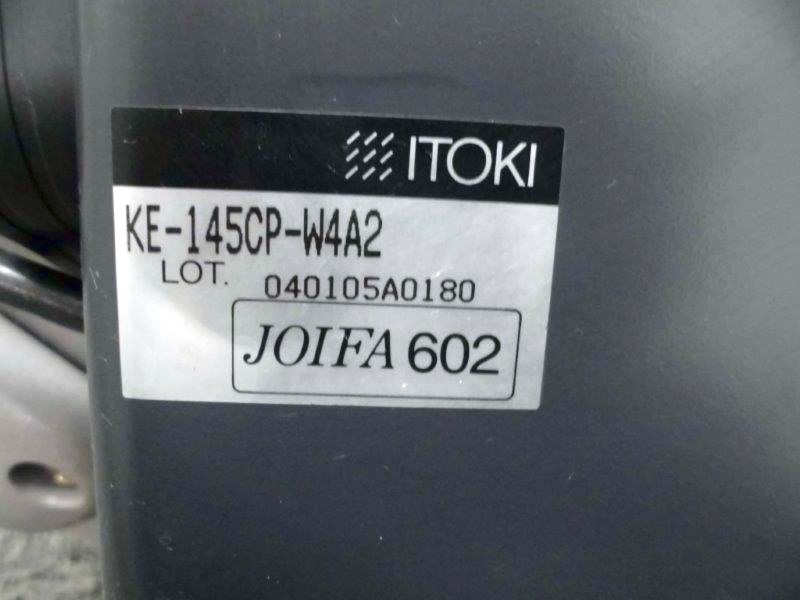 ITOKI
KE-145CP-W4A2
LOT. 040105A0180
JOIFA 602